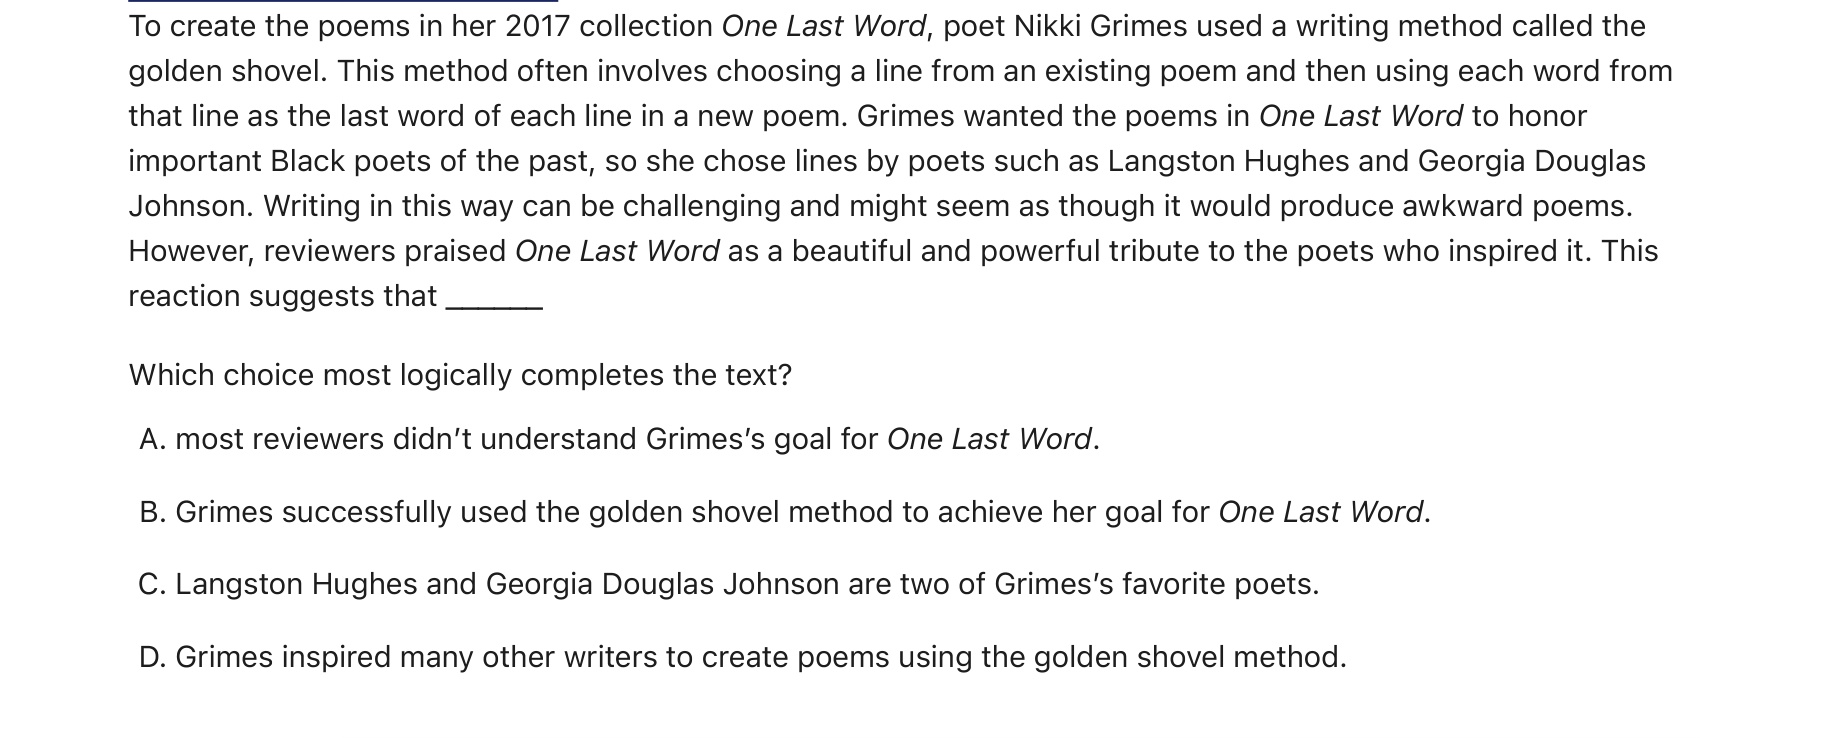 To create the poems in her 2017 collection One Last Word, poet Nikki Grimes used a writing method called the
golden shovel. This method often involves choosing a line from an existing poem and then using each word from
that line as the last word of each line in a new poem. Grimes wanted the poems in One Last Word to honor
important Black poets of the past, so she chose lines by poets such as Langston Hughes and Georgia Douglas
Johnson. Writing in this way can be challenging and might seem as though it would produce awkward poems.
However, reviewers praised One Last Word as a beautiful and powerful tribute to the poets who inspired it. This
reaction suggests that ______
Which choice most logically completes the text?
A. most reviewers didn’t understand Grimes’s goal for One Last Word.
B. Grimes successfully used the golden shovel method to achieve her goal for One Last Word.
C. Langston Hughes and Georgia Douglas Johnson are two of Grimes’s favorite poets.
D. Grimes inspired many other writers to create poems using the golden shovel method.